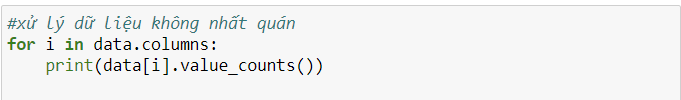 #xử lý dữ liệu không nhất quán
for i in data.columns:
    print(data[i].value_counts())